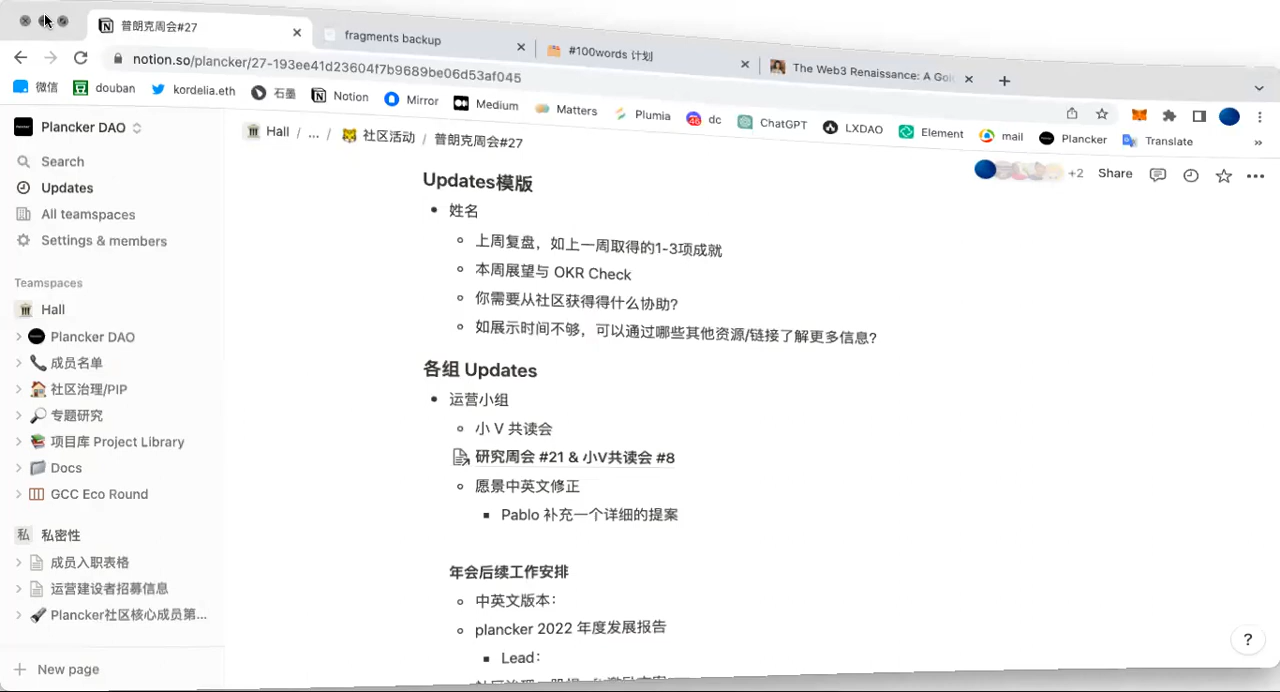 普朗克周会#27
fragments backup
#100words 计划
The Web3 Renaissance: A Gol
notion.so/plancker/27-193ee41d23604f7b9689be06d53af045
微信
douban
kordelia.eth
石墨
Notion
Mirror
Medium
Matters
Plumia
dc
ChatGPT
LXDAO
Element
mail
Plancker
Translate
Plancker DAO
Hall / ... / 社区活动 / 普朗克周会#27
+2
Share
Search
Updates
All teamspaces
Settings & members
Teamspaces
Hall
Plancker DAO
成员名单
社区治理/PIP
专题研究
项目库 Project Library
Docs
GCC Eco Round
私 私密性
成员入职表格
运营建设者招募信息
Plancker社区核心成员第...
New page
Updates模版
姓名
上周复盘，如上一周取得的1-3项成就
本周展望与 OKR Check
你需要从社区获得得什么协助？
如展示时间不够，可以通过哪些其他资源/链接了解更多信息？
各组 Updates
运营小组
小 V 共读会
研究周会 #21 & 小V共读会 #8
愿景中英文修正
Pablo 补充一个详细的提案
年会后续工作安排
中英文版本：
plancker 2022 年度发展报告
Lead：
?